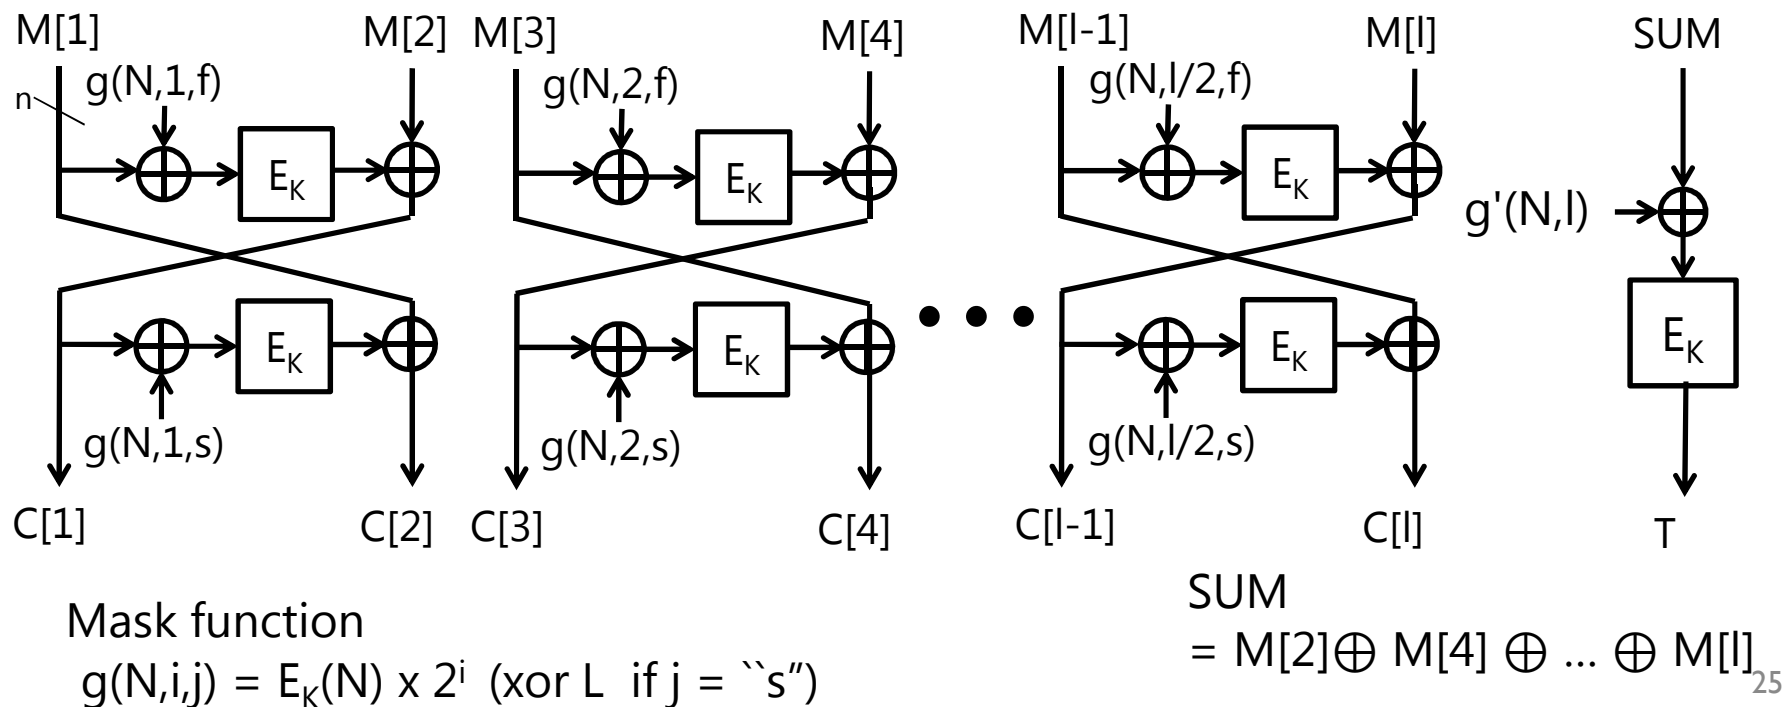 M[1] M[2] M[3] M[4] M[l-1] M[l] SUM
g(N,1,f) g(N,2,f) g(N,l/2,f)
n
E_K E_K E_K
g'(N,l)
E_K E_K E_K E_K
g(N,1,s) g(N,2,s) g(N,l/2,s)
C[1] C[2] C[3] C[4] C[l-1] C[l] T
Mask function
g(N,i,j) = E_K(N) x 2^i (xor L if j = ``s")
SUM
= M[2]⊕ M[4] ⊕ ... ⊕ M[l]
25